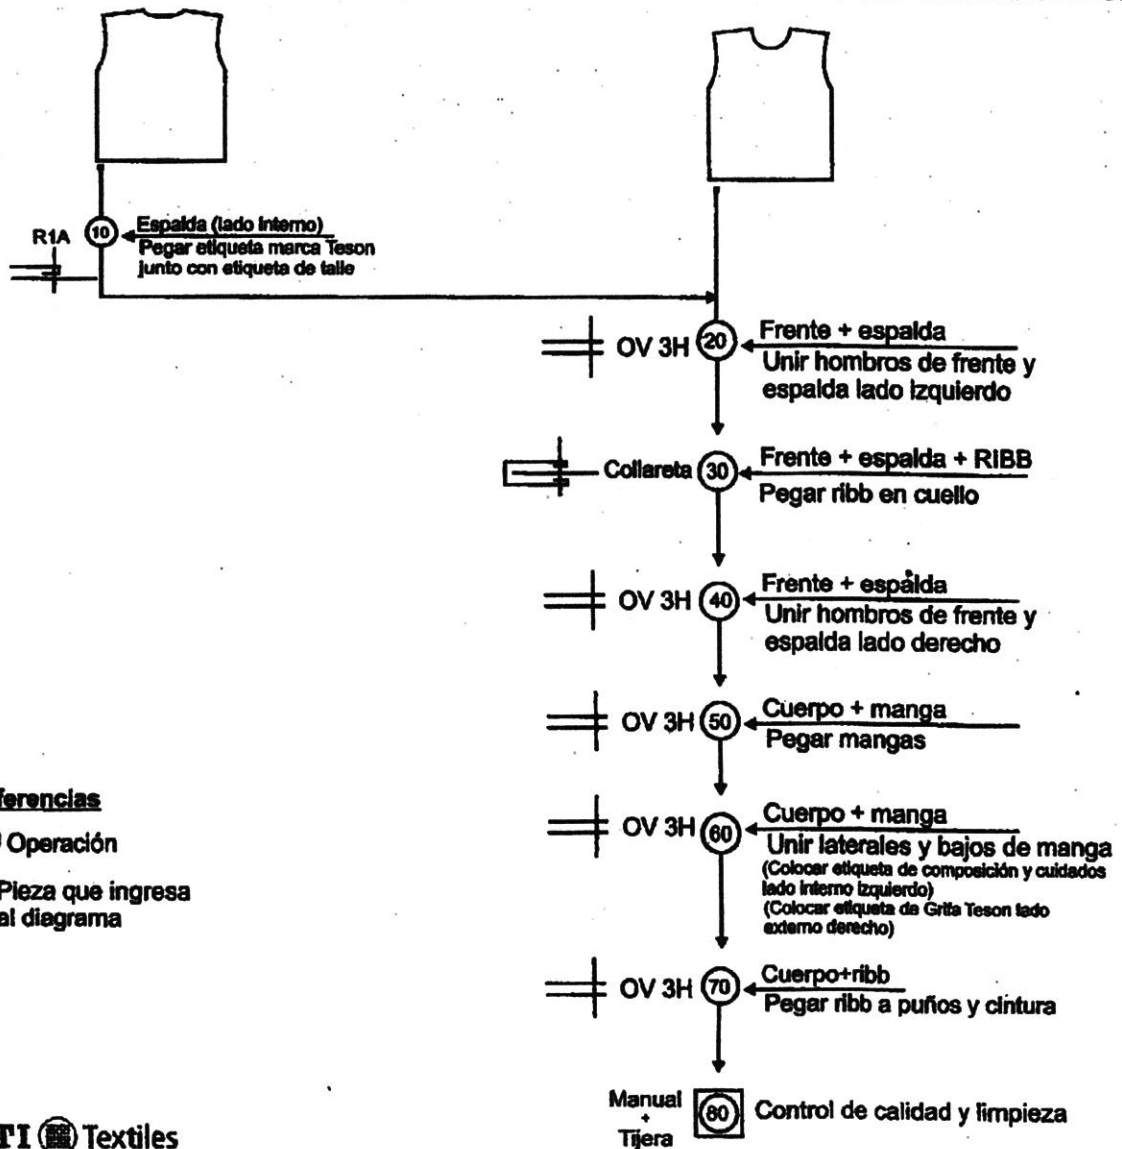 R1A
10
Espalda (lado interno)
Pegar etiqueta marca Teson
junto con etiqueta de talle
OV 3H
20
Frente + espalda
Unir hombros de frente y
espalda lado izquierdo
Collareta
30
Frente + espalda + RIBB
Pegar ribb en cuello
OV 3H
40
Frente + espalda
Unir hombros de frente y
espalda lado derecho
OV 3H
50
Cuerpo + manga
Pegar mangas
OV 3H
60
Cuerpo + manga
Unir laterales y bajos de manga
(Colocar etiqueta de composición y cuidados
lado interno izquierdo)
(Colocar etiqueta de Grifa Teson lado
externo derecho)
OV 3H
70
Cuerpo+ribb
Pegar ribb a puños y cintura
Manual
+
Tijera
80
Control de calidad y limpieza
ferencias
Operación
Pieza que ingresa
al diagrama
TI Textiles